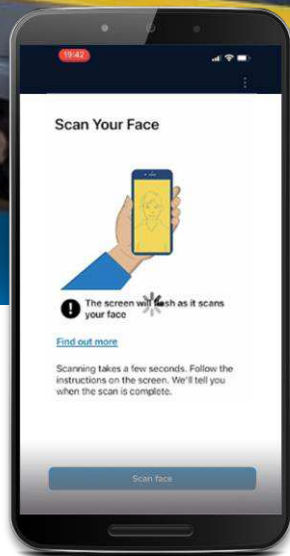 19:42
Scan Your Face
The screen will flash as it scans
your face
Find out more
Scanning takes a few seconds. Follow the
instructions on the screen. We'll tell you
when the scan is complete.
Scan face